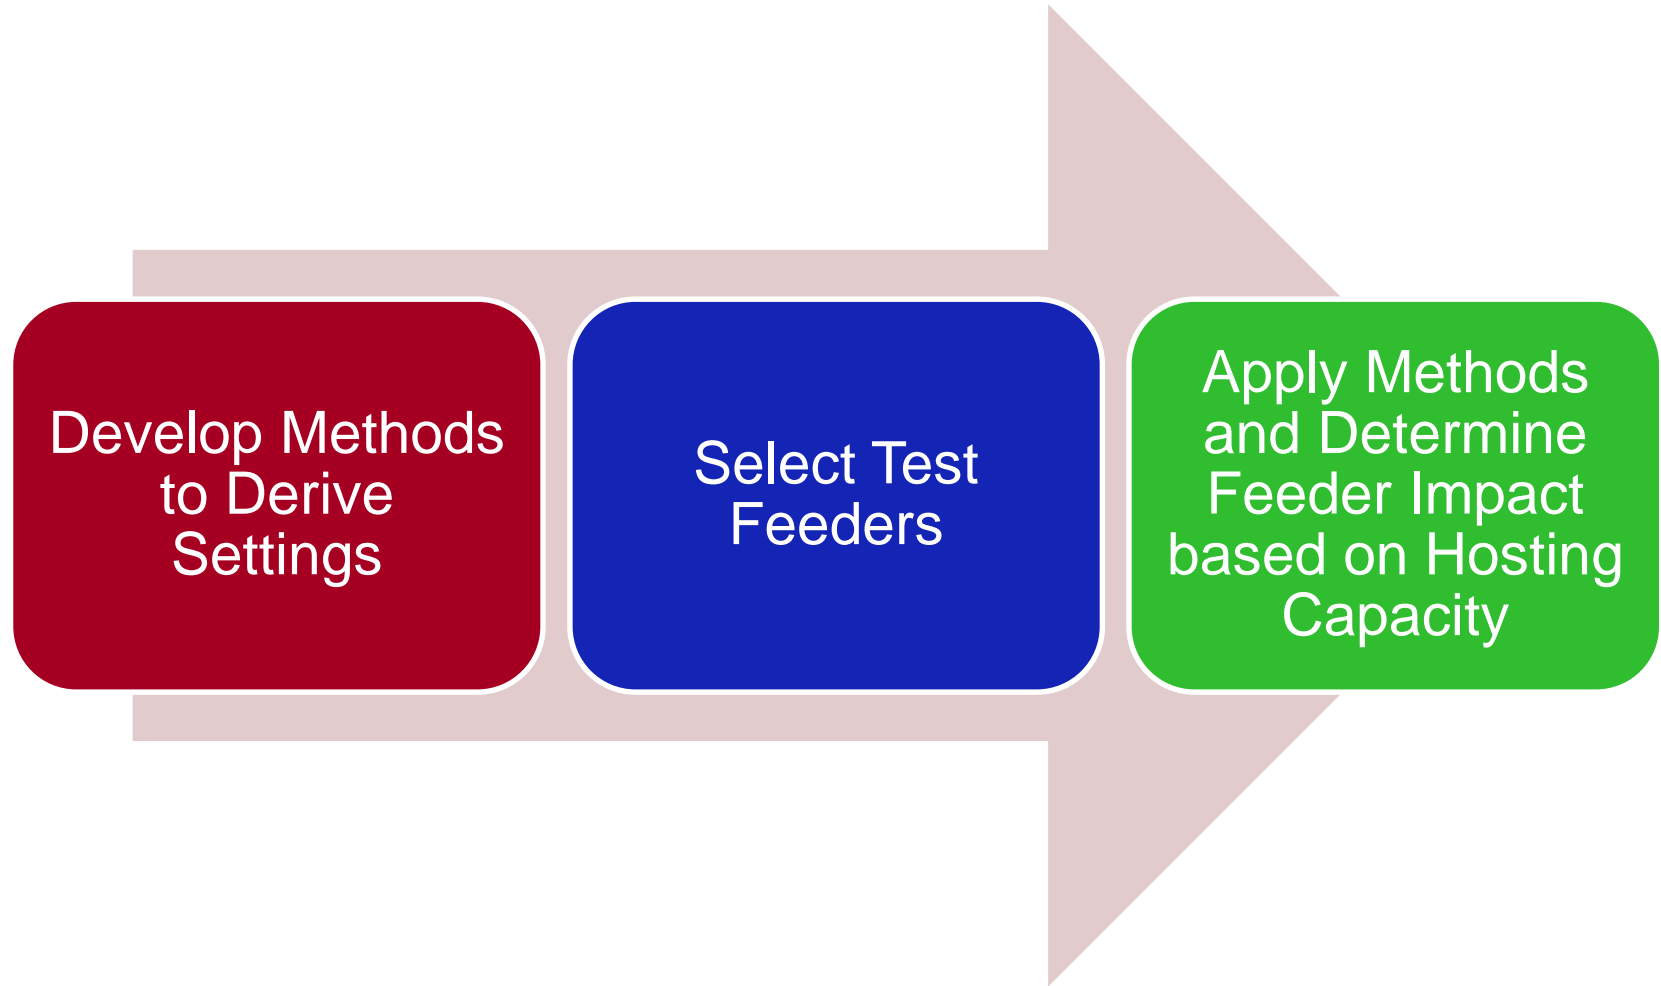 Develop Methods
to Derive
Settings
Select Test
Feeders
Apply Methods
and Determine
Feeder Impact
based on Hosting
Capacity